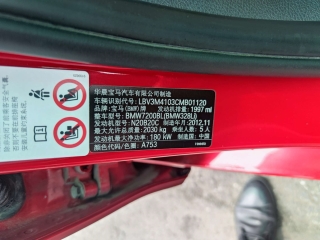 华晨宝马汽车有限公司制造
车辆识别代号: LBV3M4103CMB01120
品牌: 宝马(BMW)牌 发动机排量: 1997 ml
整车型号: BMW7200BL(BMW328Li)
发动机型号: N20B20C 制造年月: 2012.11
最大允许总质量: 2030 kg 乘坐人数: 5 人
发动机最大净功率: 180 kW 制造国: 中国
颜色代码/色圈: A753